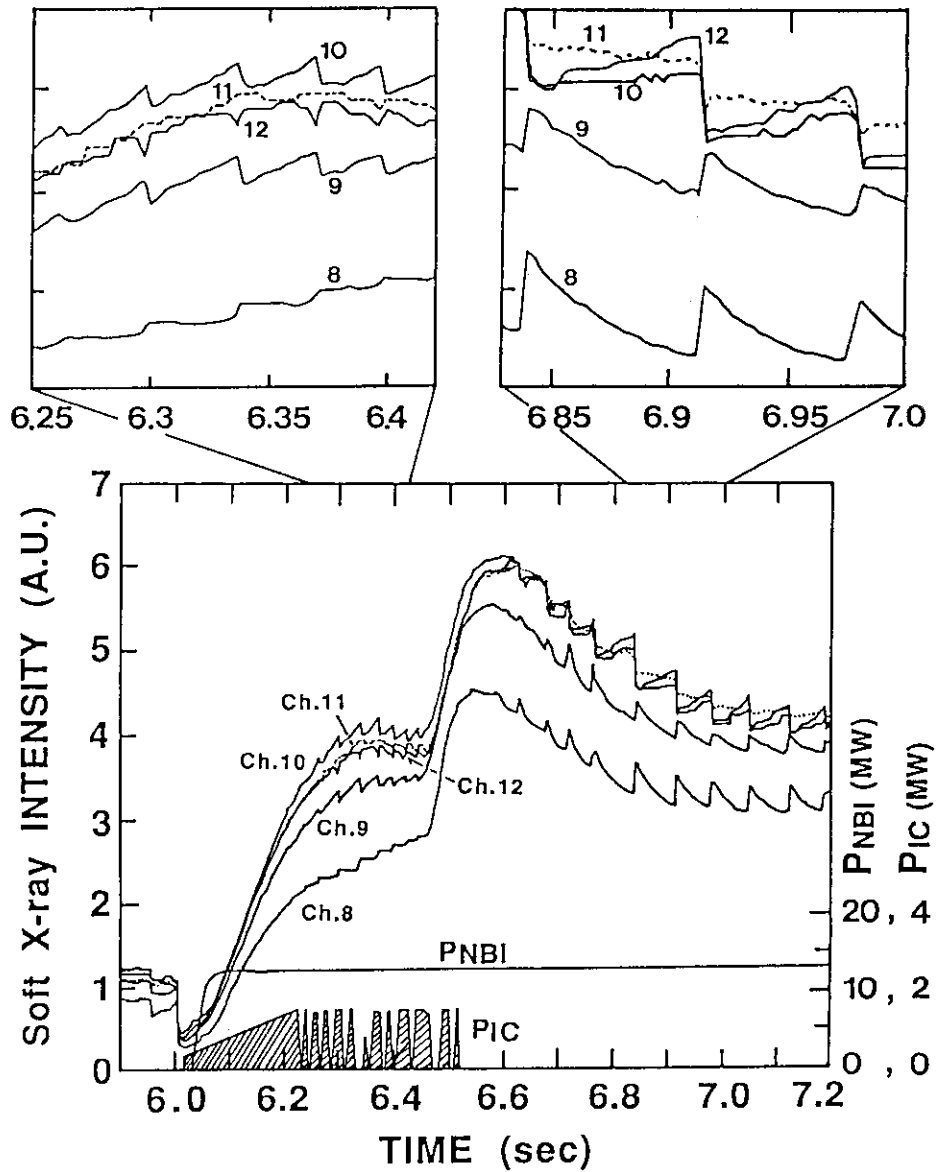 10
11
12
9
8
11
12
10
9
8
6.25 6.3 6.35 6.4
6.85 6.9 6.95 7.0
Soft X-ray INTENSITY (A.U.)
7
6
5
4
3
2
1
0
Ch.11
Ch.10
Ch.12
Ch.9
Ch.8
PNBI
PIC
PNBI (MW)
PIC (MW)
20, 4
10, 2
0, 0
6.0 6.2 6.4 6.6 6.8 7.0 7.2
TIME (sec)